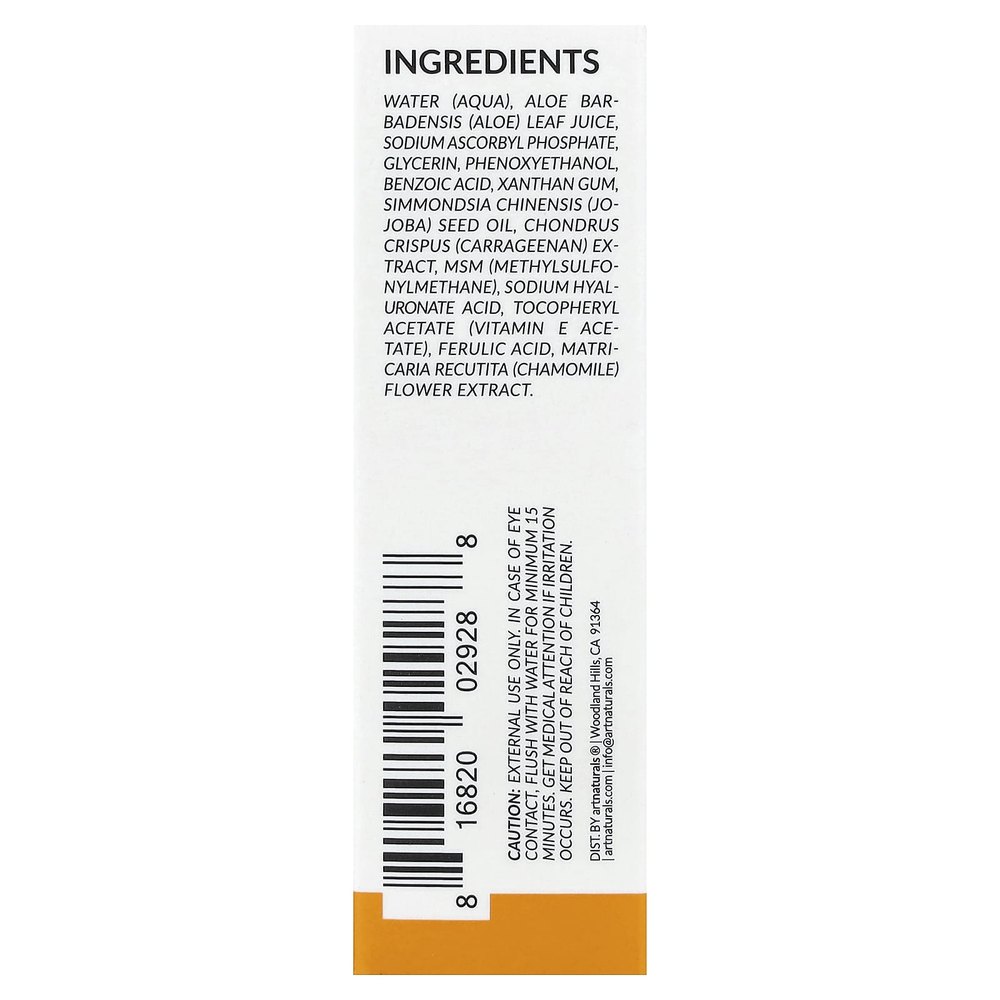 INGREDIENTS
WATER (AQUA), ALOE BAR-
BADENSIS (ALOE) LEAF JUICE,
SODIUM ASCORBYL PHOSPHATE,
GLYCERIN, PHENOXYETHANOL,
BENZOIC ACID, XANTHAN GUM,
SIMMONDSIA CHINENSIS (JO-
JOBA) SEED OIL, CHONDRUS
CRISPUS (CARRAGEENAN) EX-
TRACT, MSM (METHYLSULFO-
NYLMETHANE), SODIUM HYAL-
URONATE ACID, TOCOPHERYL
ACETATE (VITAMIN E ACE-
TATE), FERULIC ACID, MATRI-
CARIA RECUTITA (CHAMOMILE)
FLOWER EXTRACT.
8 16820 02928 8
CAUTION: EXTERNAL USE ONLY. IN CASE OF EYE
CONTACT, FLUSH WITH WATER FOR MINIMUM 15
MINUTES. GET MEDICAL ATTENTION IF IRRITATION
OCCURS. KEEP OUT OF REACH OF CHILDREN.
DIST. BY artnaturals® | Woodland Hills, CA 91364
| artnaturals.com | info@artnaturals.com